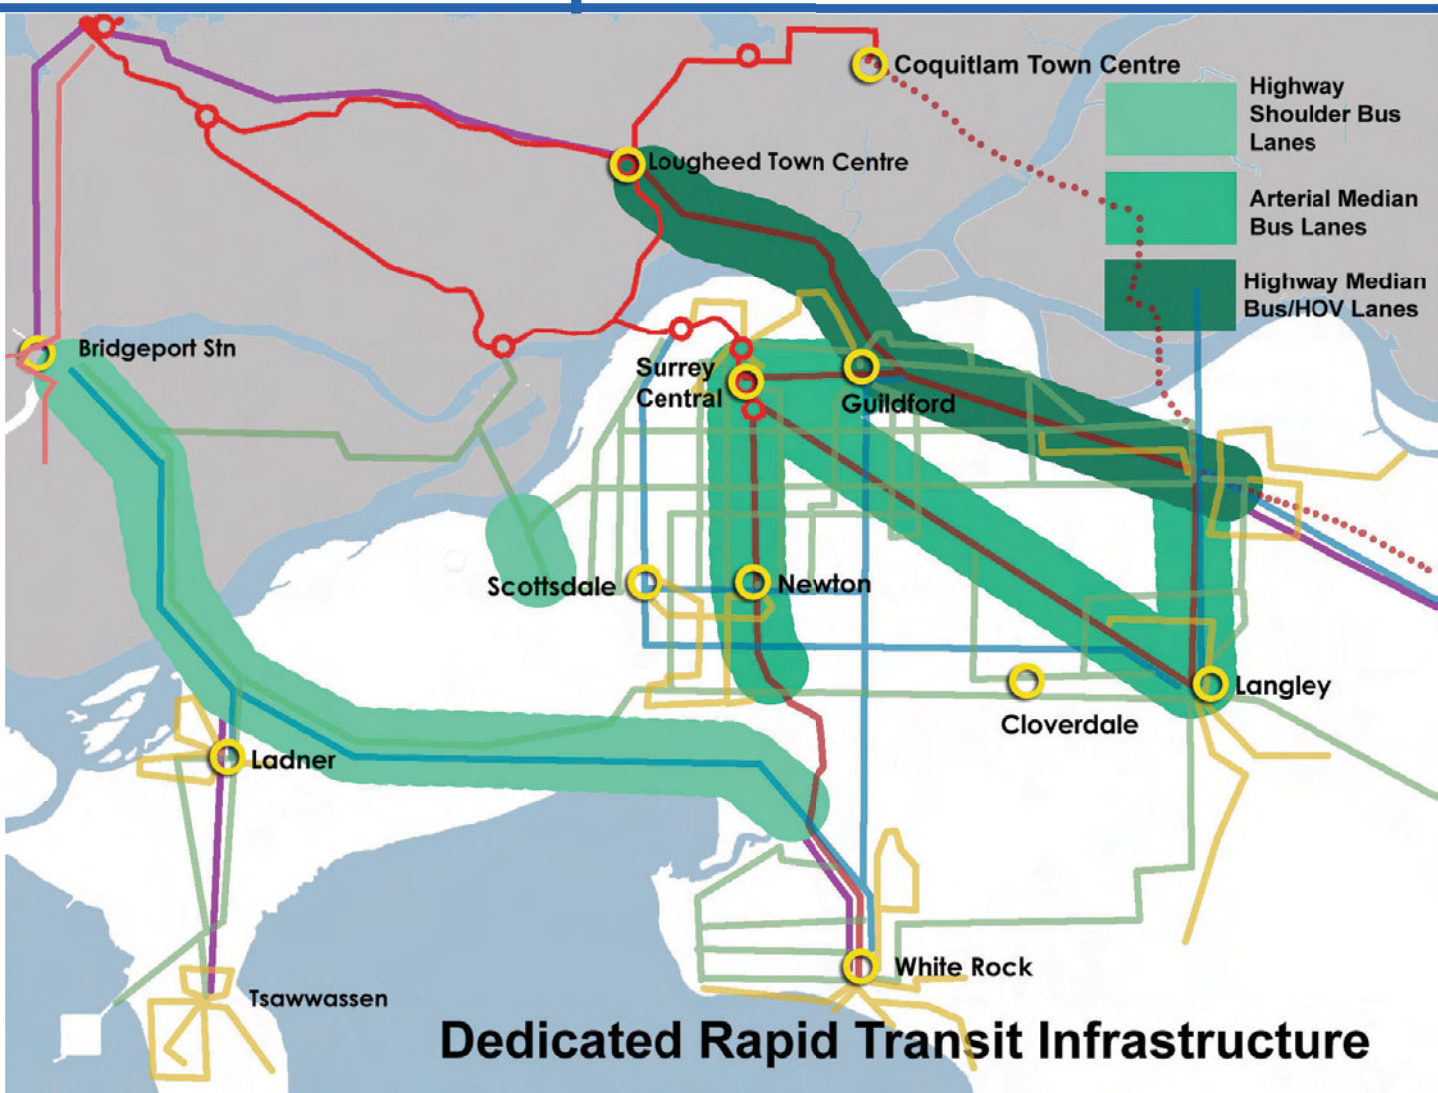 Coquitlam Town Centre
Highway
Shoulder Bus
Lanes
Lougheed Town Centre
Arterial Median
Bus Lanes
Highway Median
Bus/HOV Lanes
Bridgeport Stn
Surrey
Central
Guildford
Scottsdale
Newton
Langley
Cloverdale
Ladner
White Rock
Tsawwassen
Dedicated Rapid Transit Infrastructure